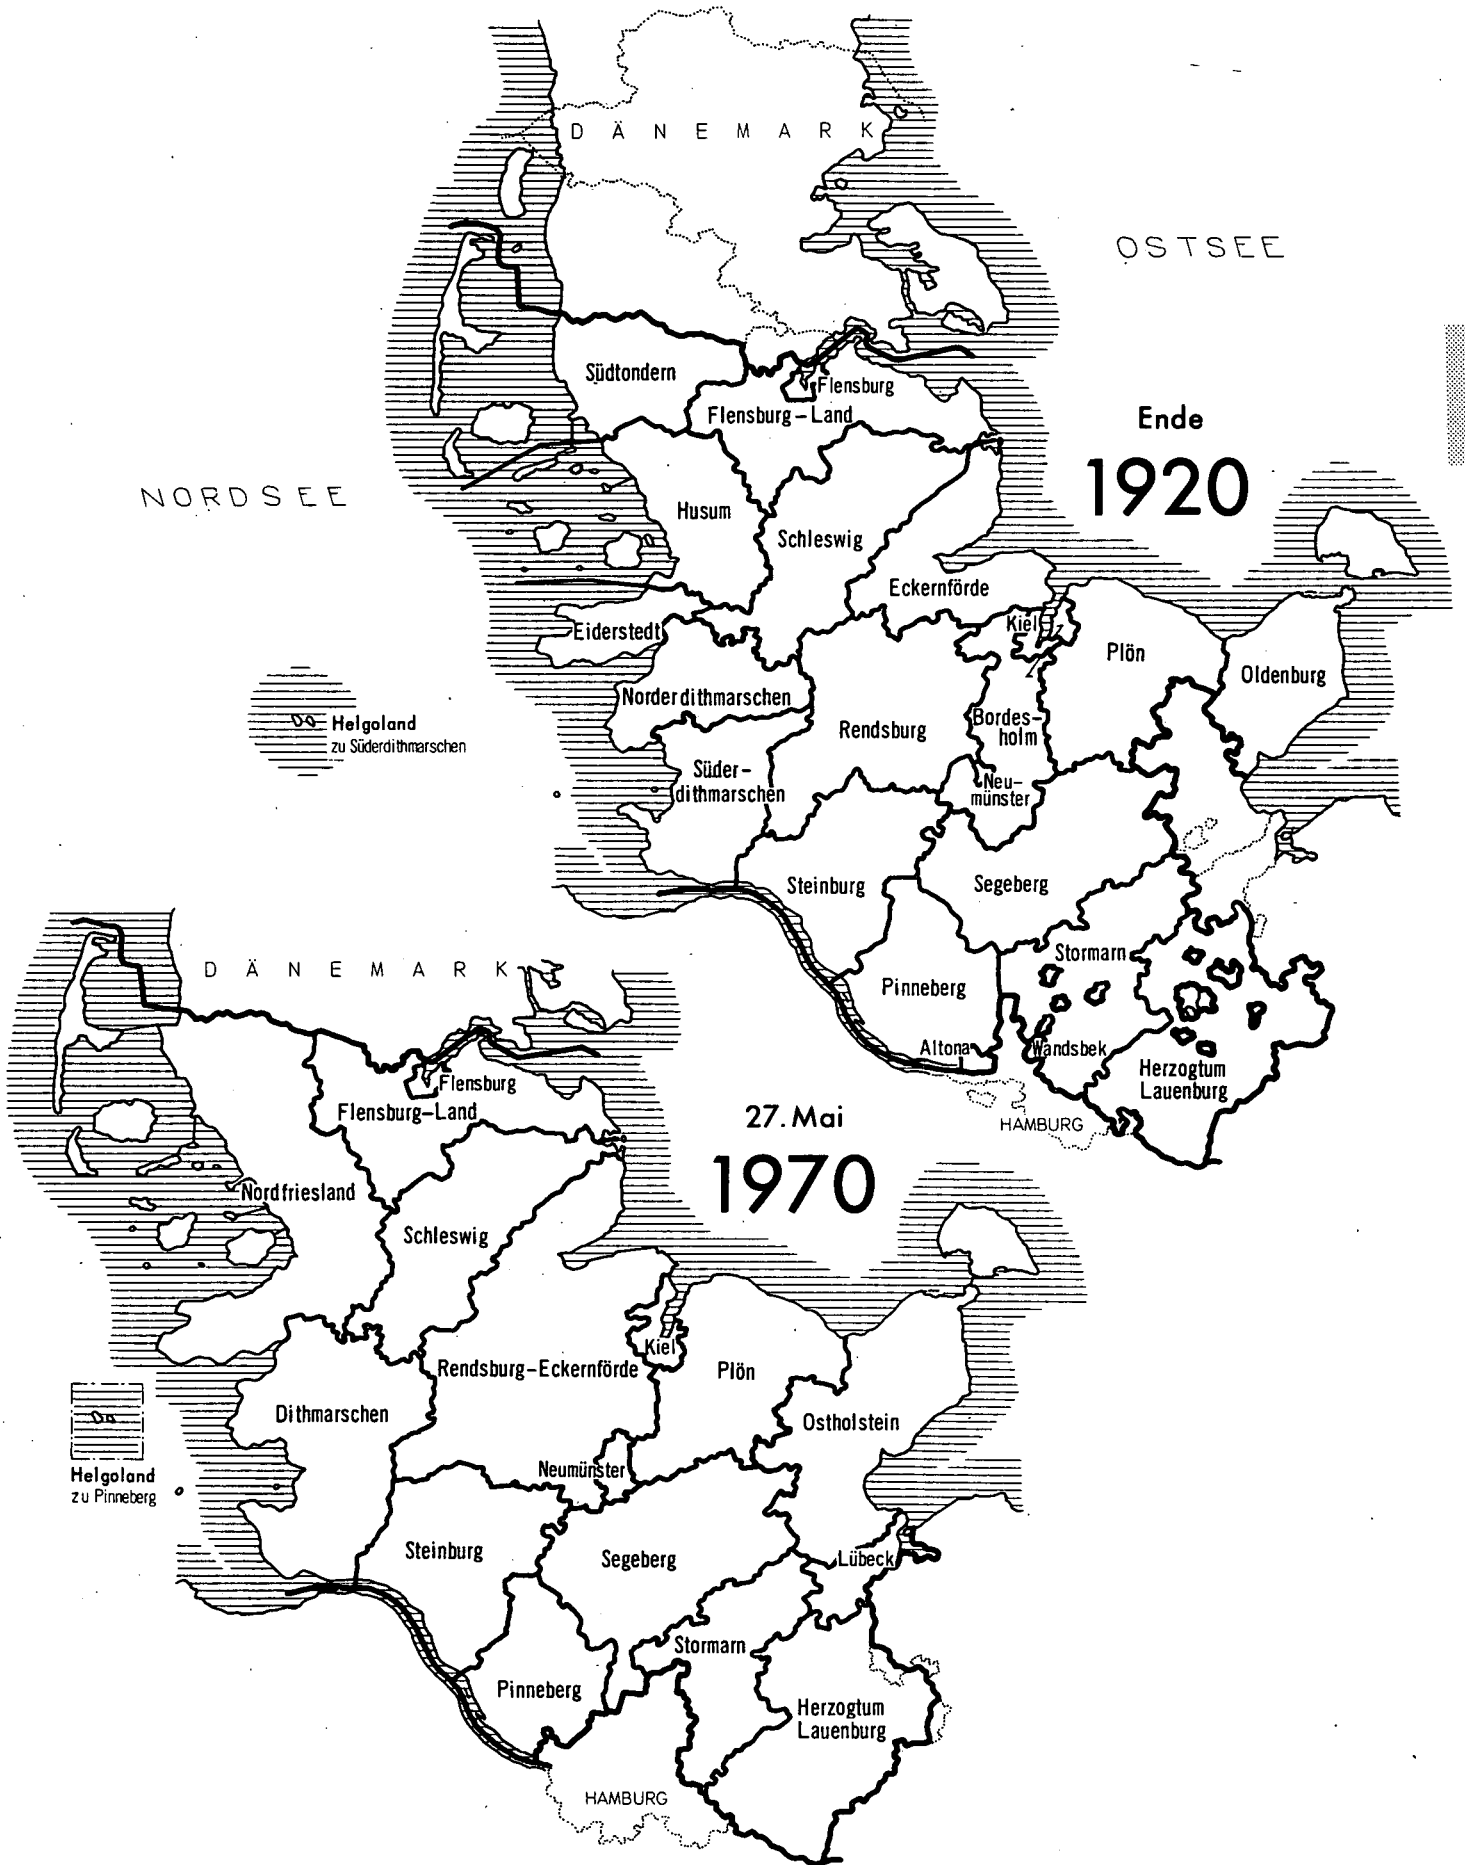 DÄNEMARK
OSTSEE
Südtondern
Flensburg
Flensburg-Land
Ende
1920
NORDSEE
Husum
Schleswig
Eckernförde
Eiderstedt
Kiel
Plön
Oldenburg
Norderdithmarschen
Helgoland
zu Süderdithmarschen
Rendsburg
Bordes-
holm
Süder-
dithmarschen
Neu-
münster
Steinburg
Segeberg
Stormarn
Pinneberg
Altona
Wandsbek
Herzogtum
Lauenburg
HAMBURG
DÄNEMARK
Flensburg
Flensburg-Land
27. Mai
1970
Nordfriesland
Schleswig
Kiel
Rendsburg-Eckernförde
Plön
Dithmarschen
Ostholstein
Helgoland
zu Pinneberg
Neumünster
Steinburg
Segeberg
Lübeck
Stormarn
Pinneberg
Herzogtum
Lauenburg
HAMBURG